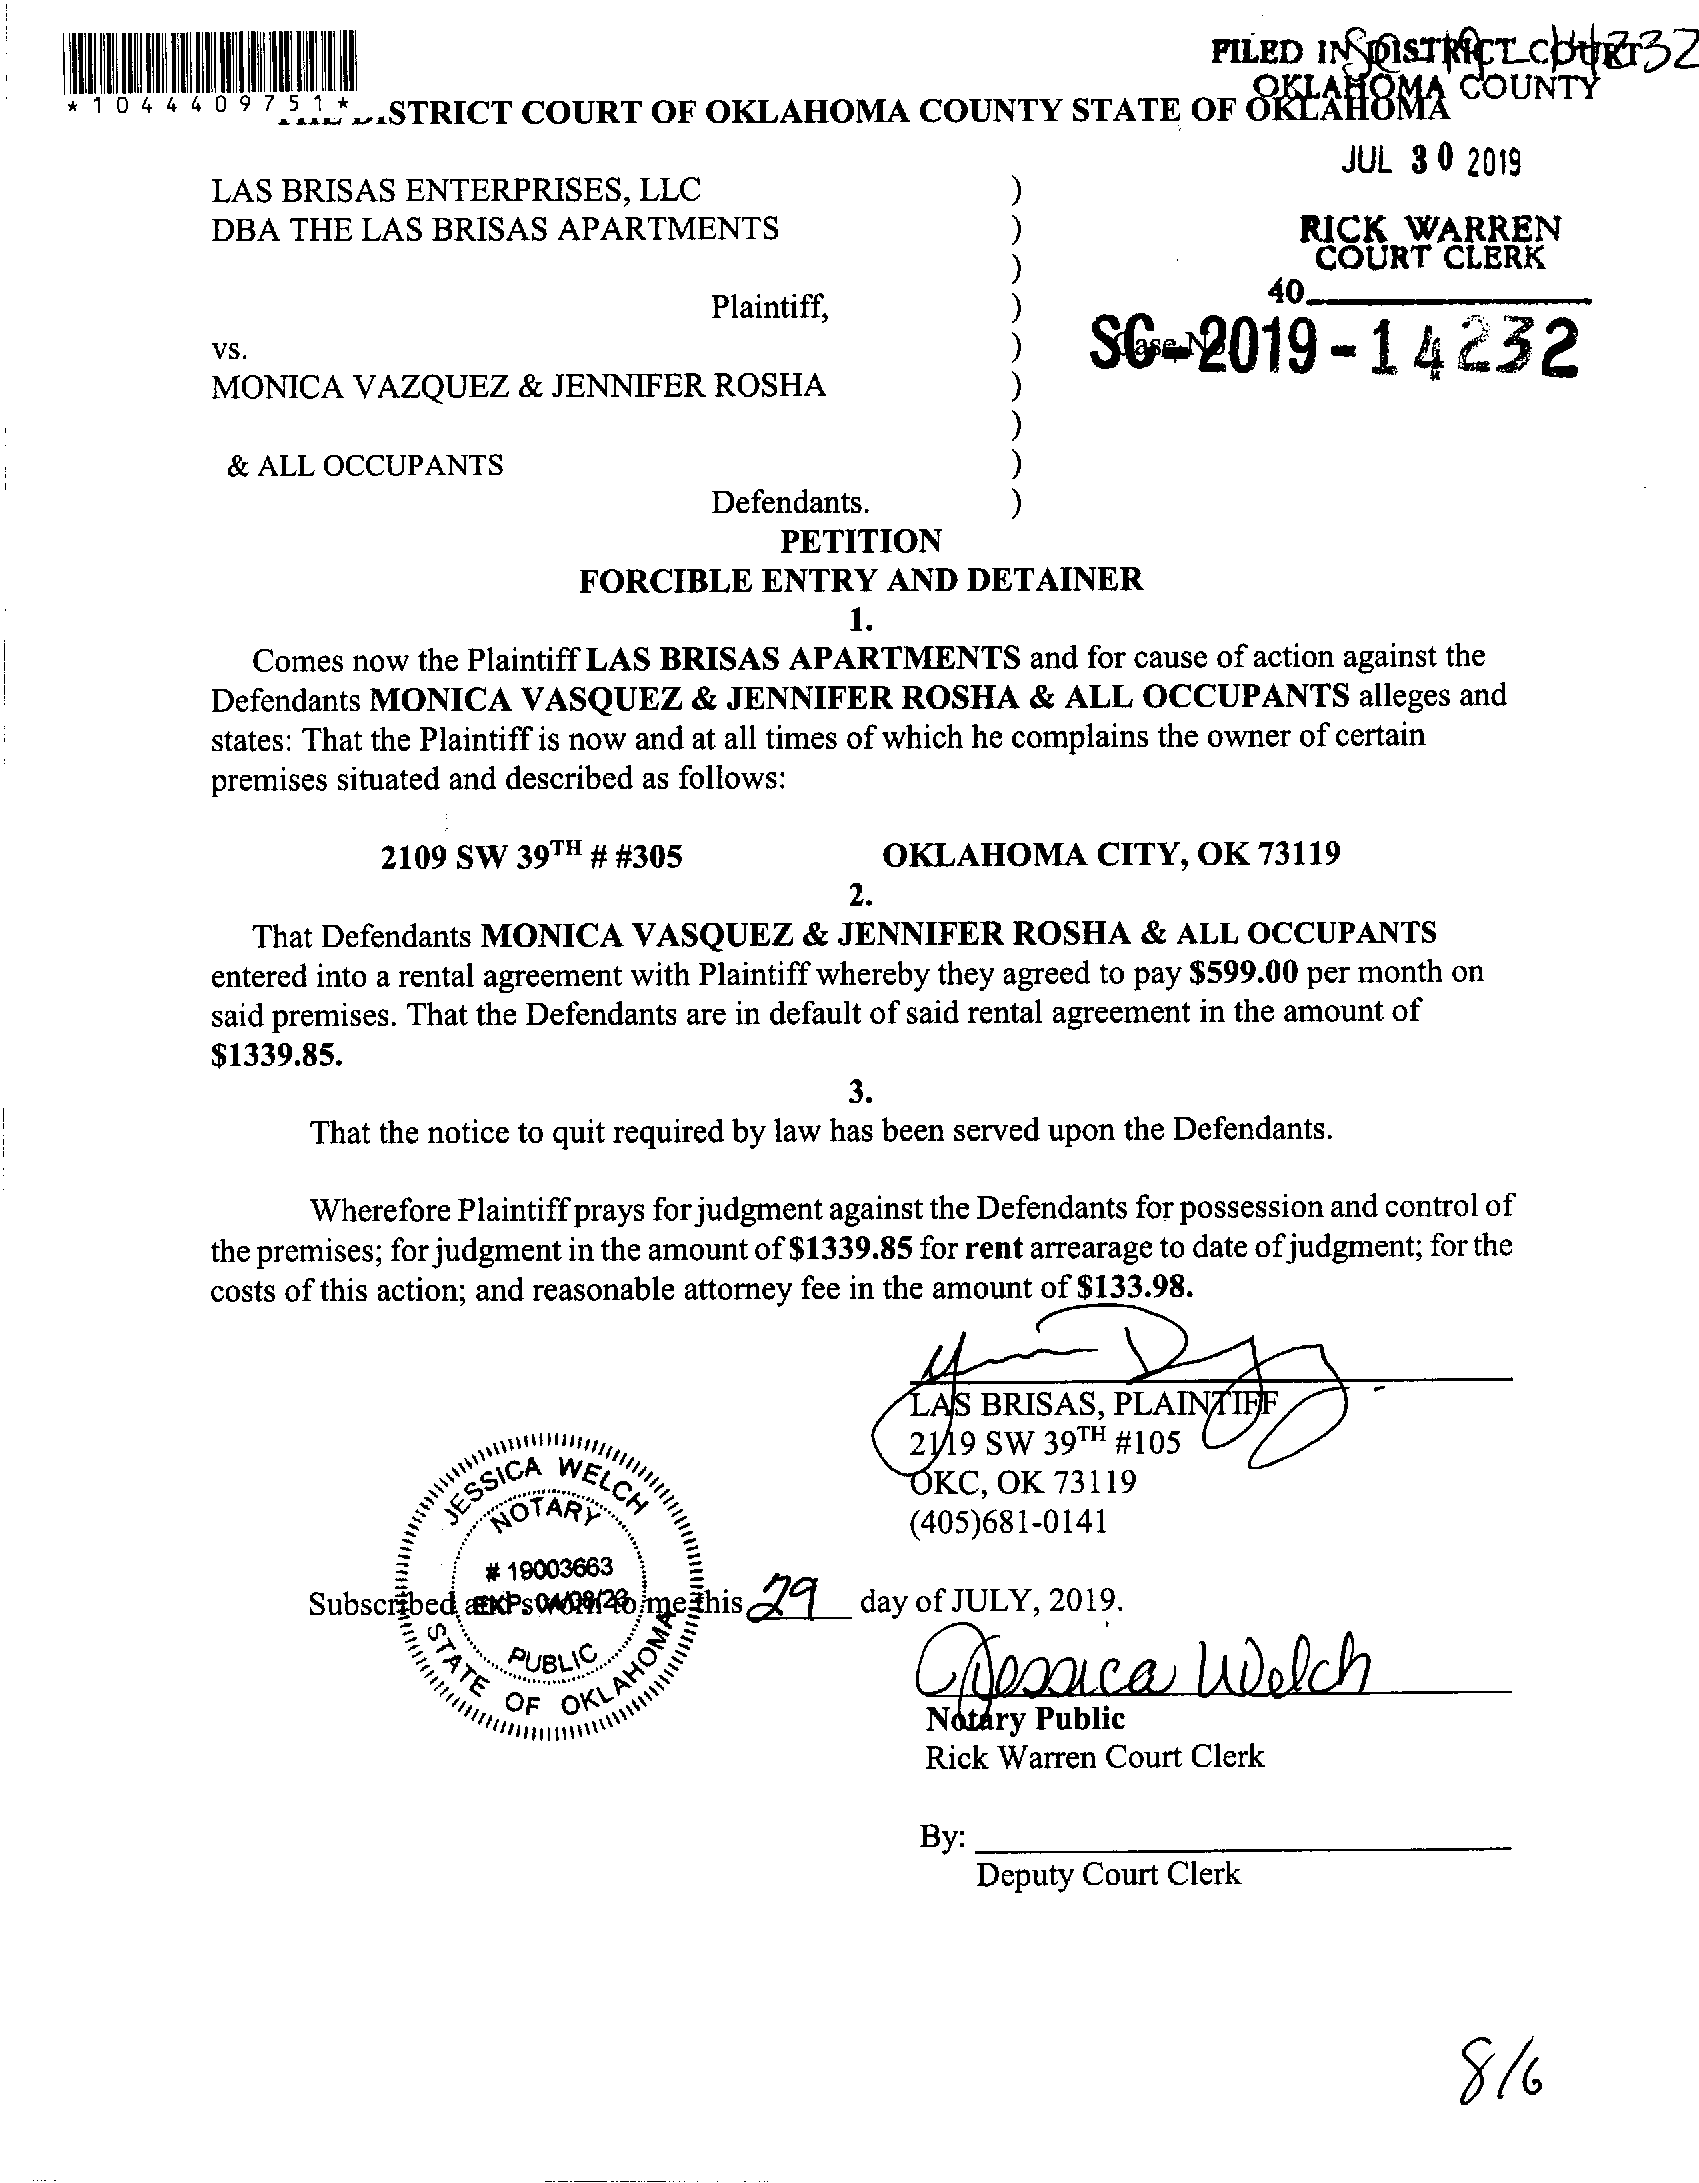 FILED IN DISTRICT COURT
OKLAHOMA COUNTY
*1044409751*
STRICT COURT OF OKLAHOMA COUNTY STATE OF OKLAHOMA
JUL 30 2019
LAS BRISAS ENTERPRISES, LLC )
DBA THE LAS BRISAS APARTMENTS )
RICK WARREN
COURT CLERK
)
40
Plaintiff, )
SC-2019-14232
Case No
vs. )
MONICA VAZQUEZ & JENNIFER ROSHA )
)
& ALL OCCUPANTS )
Defendants. )
PETITION
FORCIBLE ENTRY AND DETAINER
1.
Comes now the Plaintiff LAS BRISAS APARTMENTS and for cause of action against the
Defendants MONICA VASQUEZ & JENNIFER ROSHA & ALL OCCUPANTS alleges and
states: That the Plaintiff is now and at all times of which he complains the owner of certain
premises situated and described as follows:
2109 SW 39TH # #305 OKLAHOMA CITY, OK 73119
2.
That Defendants MONICA VASQUEZ & JENNIFER ROSHA & ALL OCCUPANTS
entered into a rental agreement with Plaintiff whereby they agreed to pay $599.00 per month on
said premises. That the Defendants are in default of said rental agreement in the amount of
$1339.85.
3.
That the notice to quit required by law has been served upon the Defendants.
Wherefore Plaintiff prays for judgment against the Defendants for possession and control of
the premises; for judgment in the amount of $1339.85 for rent arrearage to date of judgment; for the
costs of this action; and reasonable attorney fee in the amount of $133.98.
LAS BRISAS, PLAINTIFF
2119 SW 39TH #105
OKC, OK 73119
(405)681-0141
JESSICA WELCH
NOTARY
# 19003663
EXP. 04/09/23
PUBLIC
STATE OF OKLAHOMA
Subscribed and sworn to me this 29 day of JULY, 2019.
Jessica Welch
Notary Public
Rick Warren Court Clerk
By:
Deputy Court Clerk
8/6